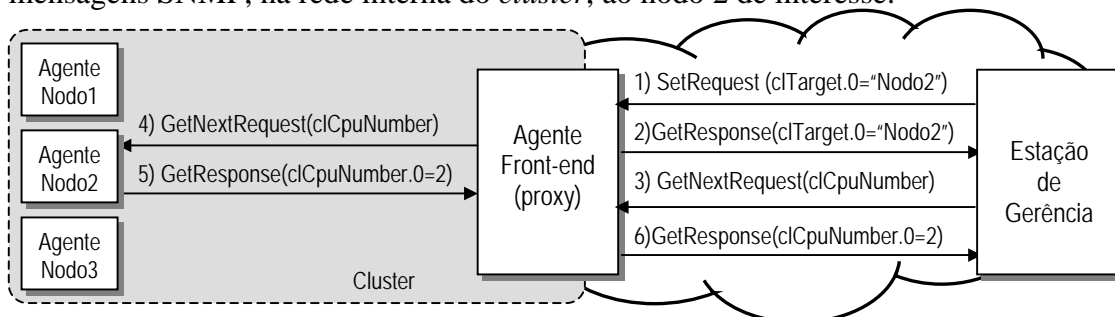 mensagens SNMP, na rede interna do cluster, ao nodo 2 de interesse.
Agente
Nodo1
Agente
Nodo2
Agente
Nodo3
4) GetNextRequest(clCpuNumber)
5) GetResponse(clCpuNumber.0=2)
Cluster
Agente
Front-end
(proxy)
1) SetRequest (clTarget.0="Nodo2")
2)GetResponse(clTarget.0="Nodo2")
3) GetNextRequest(clCpuNumber)
6)GetResponse(clCpuNumber.0=2)
Estação
de
Gerência